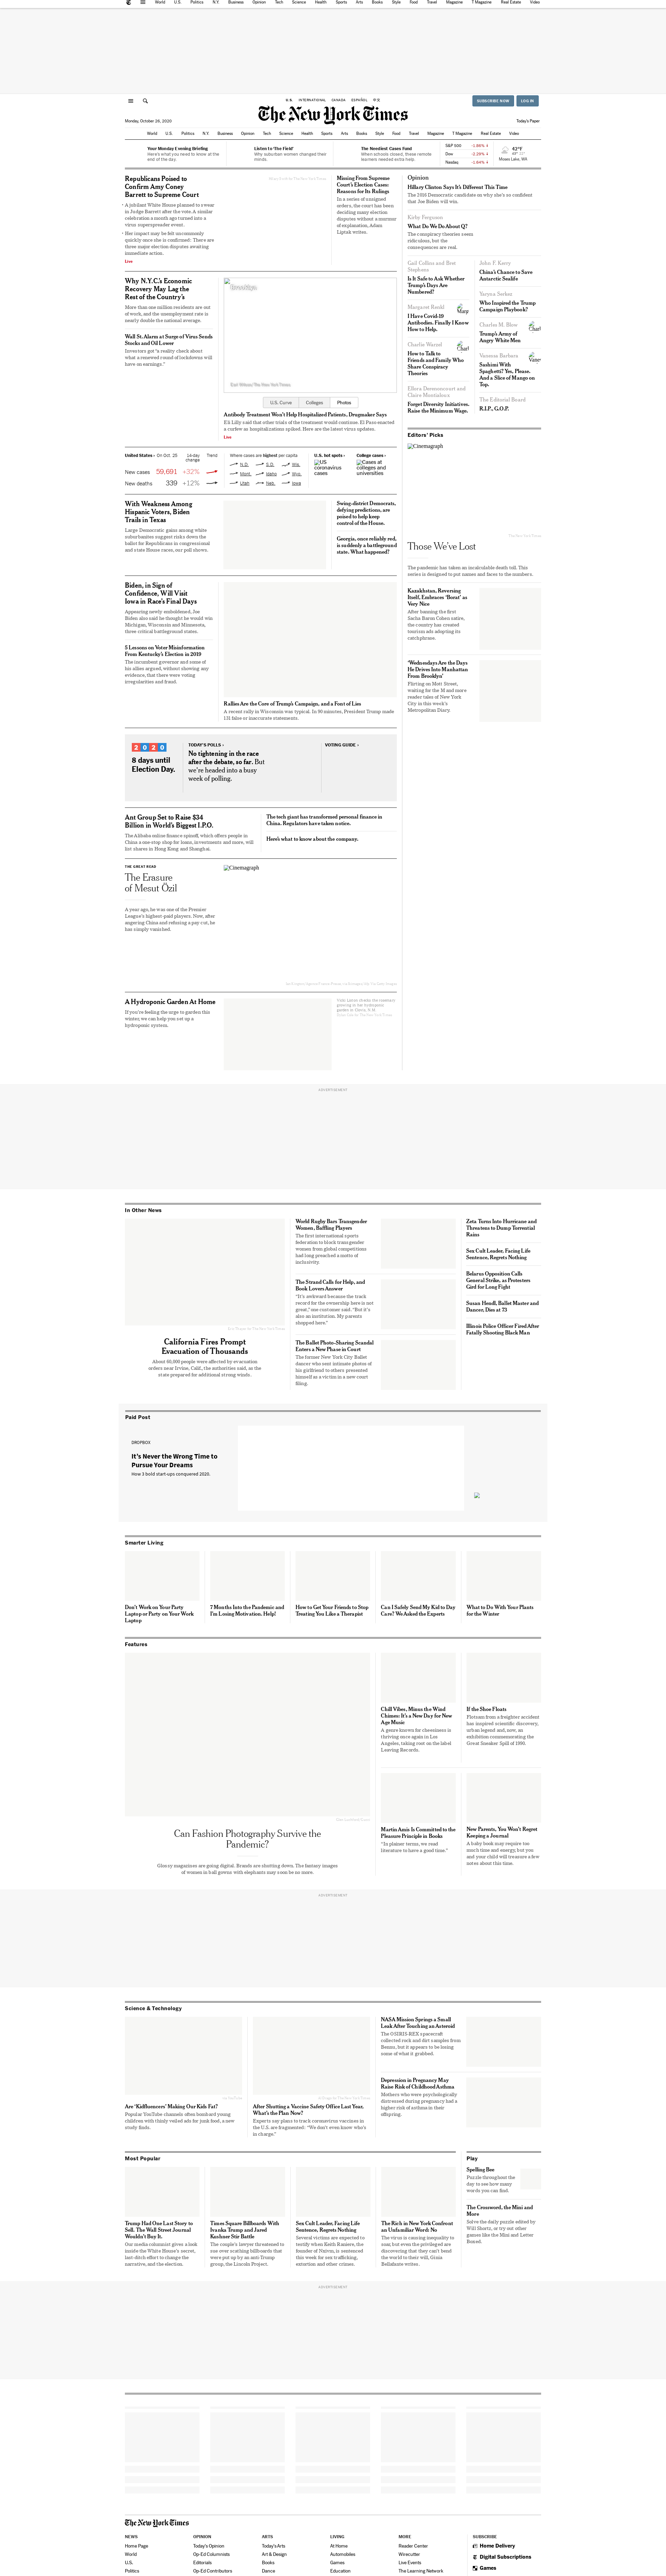 World U.S. Politics N.Y. Business Opinion Tech Science Health Sports Arts Books Style Food Travel Magazine T Magazine Real Estate Video
U.S. INTERNATIONAL CANADA ESPAÑOL 中文
SUBSCRIBE NOW LOG IN
The New York Times
Monday, October 26, 2020
Today's Paper
World U.S. Politics N.Y. Business Opinion Tech Science Health Sports Arts Books Style Food Travel Magazine T Magazine Real Estate Video
Your Monday Evening Briefing
Here's what you need to know at the
end of the day.
Listen to 'The Field'
Why suburban women changed their
minds.
The Neediest Cases Fund
When schools closed, these remote
learners needed extra help.
S&P 500 -1.86%
Dow -2.29%
Nasdaq -1.64%
42°F
Moses Lake, WA
Republicans Poised to
Confirm Amy Coney
Barrett to Supreme Court
A jubilant White House planned to swear
in Judge Barrett after the vote. A similar
celebration a month ago turned into a
virus superspreader event.
Her impact may be felt uncommonly
quickly once she is confirmed: There are
three major election disputes awaiting
immediate action.
Live
Missing From Supreme
Court's Election Cases:
Reasons for Its Rulings
In a series of unsigned
orders, the court has been
deciding many election
disputes without a murmur
of explanation, Adam
Liptak writes.
Why N.Y.C.'s Economic
Recovery May Lag the
Rest of the Country's
More than one million residents are out
of work, and the unemployment rate is
nearly double the national average.
Wall St. Alarm at Surge of Virus Sends
Stocks and Oil Lower
Investors got "a reality check about
what a renewed round of lockdowns will
have on earnings."
Brooklyn
U.S. Curve Colleges Photos
Antibody Treatment Won't Help Hospitalized Patients, Drugmaker Says
Eli Lilly said that other trials of the treatment would continue. El Paso enacted
a curfew as hospitalizations spiked. Here are the latest virus updates.
Live
United States › On Oct. 25 14-day
change Trend
New cases 59,691 +32%
New deaths 339 +12%
Where cases are highest per capita
N.D. S.D. Wis.
Mont. Idaho Wyo.
Utah Neb. Iowa
U.S. hot spots ›
US
coronavirus
cases
College cases ›
Cases at
colleges and
universities
With Weakness Among
Hispanic Voters, Biden
Trails in Texas
Large Democratic gains among white
suburbanites suggest risks down the
ballot for Republicans in congressional
and state House races, our poll shows.
Swing-district Democrats,
defying predictions, are
poised to help keep
control of the House.
Georgia, once reliably red,
is suddenly a battleground
state. What happened?
Biden, in Sign of
Confidence, Will Visit
Iowa in Race's Final Days
Appearing newly emboldened, Joe
Biden also said he thought he would win
Michigan, Wisconsin and Minnesota,
three critical battleground states.
5 Lessons on Voter Misinformation
From Kentucky's Election in 2019
The incumbent governor and some of
his allies argued, without showing any
evidence, that there were voting
irregularities and fraud.
Rallies Are the Core of Trump's Campaign, and a Font of Lies
A recent rally in Wisconsin was typical. In 90 minutes, President Trump made
131 false or inaccurate statements.
2020
8 days until
Election Day.
TODAY'S POLLS ›
No tightening in the race
after the debate, so far. But
we're headed into a busy
week of polling.
VOTING GUIDE ›
Ant Group Set to Raise $34
Billion in World's Biggest I.P.O.
The Alibaba online finance spinoff, which offers people in
China a one-stop shop for loans, investments and more, will
list shares in Hong Kong and Shanghai.
The tech giant has transformed personal finance in
China. Regulators have taken notice.
Here's what to know about the company.
THE GREAT READ
The Erasure
of Mesut Özil
A year ago, he was one of the Premier
League's highest-paid players. Now, after
angering China and refusing a pay cut, he
has simply vanished.
Cinemagraph
A Hydroponic Garden At Home
If you're feeling the urge to garden this
winter, we can help you set up a
hydroponic system.
Opinion
Hillary Clinton Says It's Different This Time
The 2016 Democratic candidate on why she's confident
that Joe Biden will win.
Kirby Ferguson
What Do We Do About Q?
The conspiracy theories seem
ridiculous, but the
consequences are real.
Gail Collins and Bret
Stephens
Is It Safe to Ask Whether
Trump's Days Are
Numbered?
Margaret Renkl
I Have Covid-19
Antibodies. Finally I Know
How to Help.
Charlie Warzel
How to Talk to
Friends and Family Who
Share Conspiracy
Theories
Ellora Derenoncourt and
Claire Montialoux
Forget Diversity Initiatives.
Raise the Minimum Wage.
John F. Kerry
China's Chance to Save
Antarctic Sealife
Taryna Sorkin
Who Inspired the Trump
Campaign Playbook?
Charles M. Blow
Trump's Army of
Angry White Men
Vanessa Barbara
Sashimi With
Spaghetti? Yes, Please.
And a Slice of Mango on
Top.
The Editorial Board
R.I.P., G.O.P.
Editors' Picks
Cinemagraph
Those We've Lost
The pandemic has taken an incalculable death toll. This
series is designed to put names and faces to the numbers.
Kazakhstan, Reversing
Itself, Embraces 'Borat' as
Very Nice
After banning the first
Sacha Baron Cohen satire,
the country has created
tourism ads adopting its
catchphrase.
'Wednesdays Are the Days
He Drives Into Manhattan
From Brooklyn'
Flirting on Mott Street,
waiting for the M and more
reader tales of New York
City in this week's
Metropolitan Diary.
ADVERTISEMENT
In Other News
California Fires Prompt
Evacuation of Thousands
About 60,000 people were affected by evacuation
orders near Irvine, Calif., the authorities said, as the
state prepared for additional strong winds.
World Rugby Bars Transgender
Women, Baffling Players
The first international sports
federation to block transgender
women from global competitions
had long preached a motto of
inclusivity.
The Strand Calls for Help, and
Book Lovers Answer
"It's awkward because the track
record for the ownership is not
great," one customer said. "But it's
also an institution. My parents
shopped here."
The Ballet Photo-Sharing Scandal
Enters a New Phase in Court
The former New York City Ballet
dancer who sent intimate photos of
his girlfriend to others presented
himself as a victim in a new court
filing.
Zeta Turns Into Hurricane and
Threatens to Dump Torrential
Rains
Sex Cult Leader, Facing Life
Sentence, Regrets Nothing
Belarus Opposition Calls
General Strike, as Protesters
Gird for Long Fight
Susan Hendl, Ballet Master and
Dancer, Dies at 73
Illinois Police Officer Fired After
Fatally Shooting Black Man
Paid Post
DROPBOX
It's Never the Wrong Time to
Pursue Your Dreams
How 3 bold start-ups conquered 2020.
Smarter Living
Don't Work on Your Party
Laptop or Party on Your Work
Laptop
7 Months Into the Pandemic and
I'm Losing Motivation. Help!
How to Get Your Friends to Stop
Treating You Like a Therapist
Can I Safely Send My Kid to Day
Care? We Asked the Experts
What to Do With Your Plants
for the Winter
Features
Can Fashion Photography Survive the
Pandemic?
Glossy magazines are going digital. Brands are shutting down. The fantasy images
of women in ball gowns with elephants may soon be no more.
Chill Vibes, Minus the Wind
Chimes: It's a New Day for New
Age Music
A genre known for cheesiness is
thriving once again in Los
Angeles, taking root on the label
Leaving Records.
If the Shoe Floats
Flotsam from a freighter accident
has inspired scientific discovery,
urban legend and, now, an
exhibition commemorating the
Great Sneaker Spill of 1990.
Martin Amis Is Committed to the
Pleasure Principle in Books
"In plainer terms, we read
literature to have a good time."
New Parents, You Won't Regret
Keeping a Journal
A baby book may require too
much time and energy, but you
and your child will treasure a few
notes about this time.
ADVERTISEMENT
Science & Technology
Are 'Kidfluencers' Making Our Kids Fat?
Popular YouTube channels often bombard young
children with thinly veiled ads for junk food, a new
study finds.
After Shutting a Vaccine Safety Office Last Year,
What's the Plan Now?
Experts say plans to track coronavirus vaccines in
the U.S. are fragmented: "We don't even know who's
in charge."
NASA Mission Springs a Small
Leak After Touching an Asteroid
The OSIRIS-REX spacecraft
collected rock and dirt samples from
Bennu, but it appears to be losing
some of what it grabbed.
Depression in Pregnancy May
Raise Risk of Childhood Asthma
Mothers who were psychologically
distressed during pregnancy had a
higher risk of asthma in their
offspring.
Most Popular
Trump Had One Last Story to
Sell. The Wall Street Journal
Wouldn't Buy It.
Our media columnist gives a look
inside the White House's secret,
last-ditch effort to change the
narrative, and the election.
Times Square Billboards With
Ivanka Trump and Jared
Kushner Stir Battle
The couple's lawyer threatened to
sue over scathing billboards that
were put up by an anti-Trump
group, the Lincoln Project.
Sex Cult Leader, Facing Life
Sentence, Regrets Nothing
Several victims are expected to
testify when Keith Raniere, the
founder of Nxivm, is sentenced
this week for sex trafficking,
extortion and other crimes.
The Rich in New York Confront
an Unfamiliar Word: No
The virus is causing inequality to
soar, but even the privileged are
discovering that they can't bend
the world to their will, Ginia
Bellafante writes.
Play
Spelling Bee
Puzzle throughout the
day to see how many
words you can find.
The Crossword, the Mini and
More
Solve the daily puzzle edited by
Will Shortz, or try out other
games like the Mini and Letter
Boxed.
ADVERTISEMENT
The New York Times
NEWS
Home Page
World
U.S.
Politics
OPINION
Today's Opinion
Op-Ed Columnists
Editorials
Op-Ed Contributors
ARTS
Today's Arts
Art & Design
Books
Dance
LIVING
At Home
Automobiles
Games
Education
MORE
Reader Center
Wirecutter
Live Events
The Learning Network
SUBSCRIBE
Home Delivery
Digital Subscriptions
Games